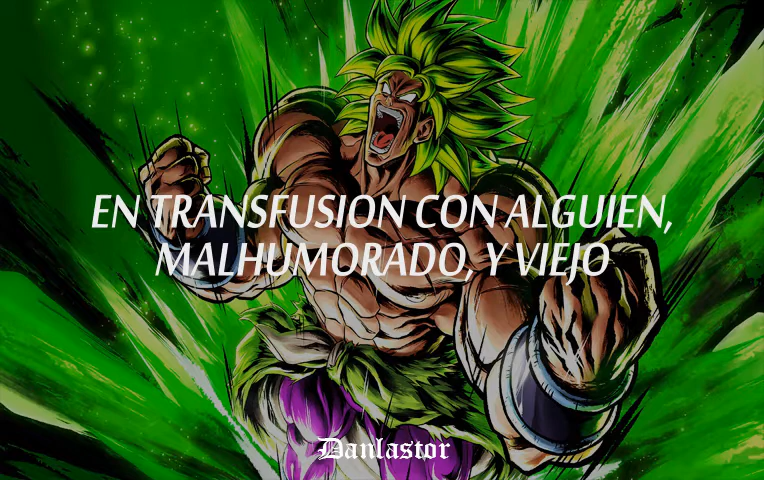 EN TRANSFUSION CON ALGUIEN,
MALHUMORADO, Y VIEJO
Danlastor